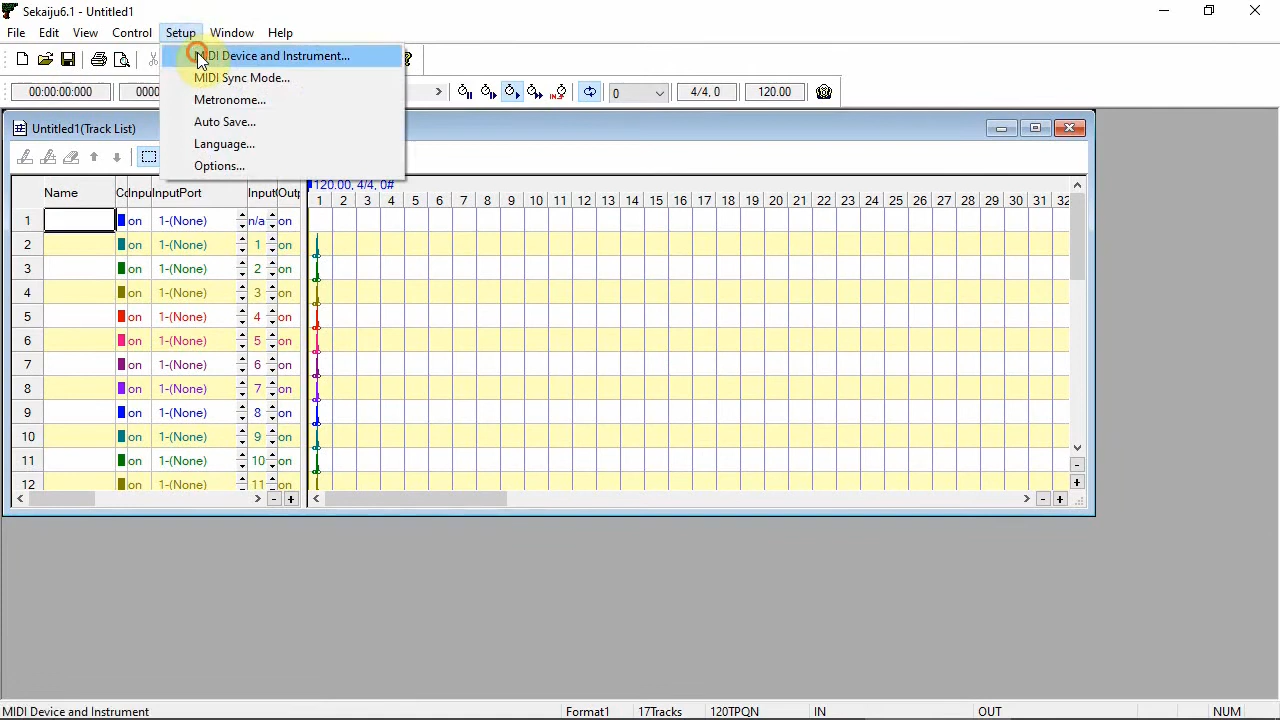 Sekaiju6.1 - Untitled1
File Edit View Control Setup Window Help
MIDI Device and Instrument...
MIDI Sync Mode...
Metronome...
Auto Save...
Language...
Options...
00:00:00:000 0000 0 4/4, 0 120.00
Untitled1(Track List)
Name InputPort Input Outp
120.00, 4/4, 0#
1 2 3 4 5 6 7 8 9 10 11 12 13 14 15 16 17 18 19 20 21 22 23 24 25 26 27 28 29 30 31 32
1 on 1-(None) n/a on
2 on 1-(None) 1 on
3 on 1-(None) 2 on
4 on 1-(None) 3 on
5 on 1-(None) 4 on
6 on 1-(None) 5 on
7 on 1-(None) 6 on
8 on 1-(None) 7 on
9 on 1-(None) 8 on
10 on 1-(None) 9 on
11 on 1-(None) 10 on
12 on 1-(None) 11 on
MIDI Device and Instrument Format1 17Tracks 120TPQN IN OUT NUM